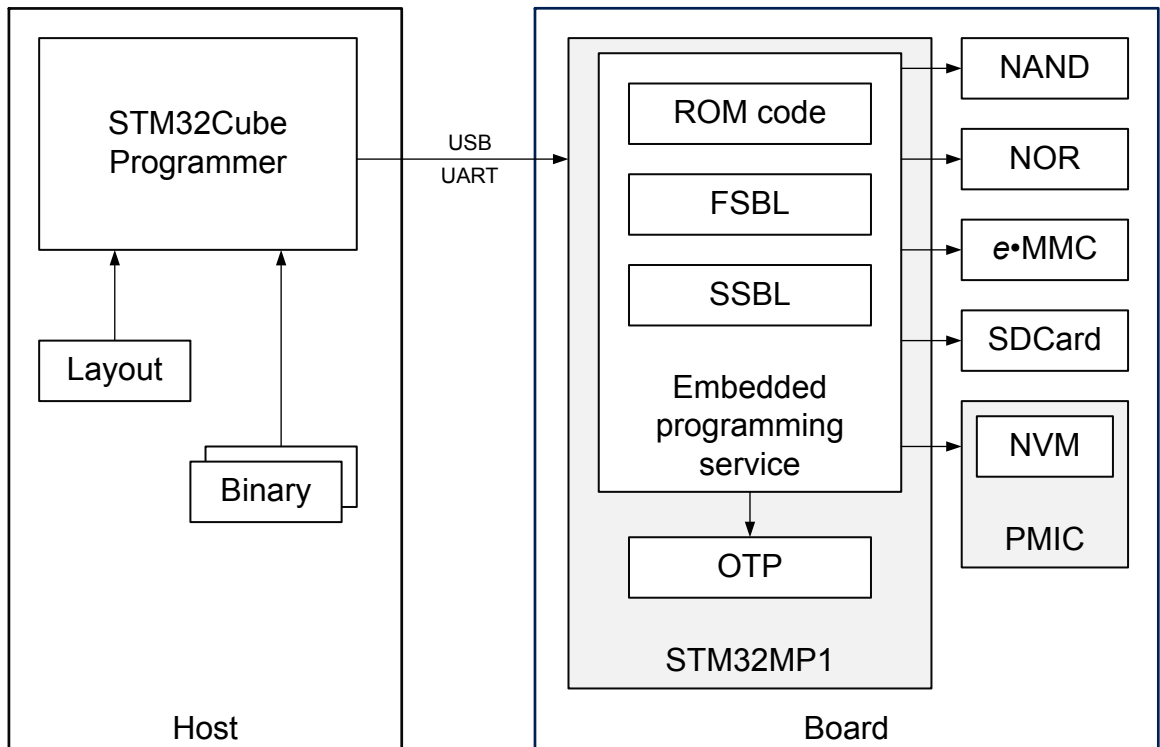 STM32Cube
Programmer
Layout
Binary
Host
USB
UART
ROM code
FSBL
SSBL
Embedded
programming
service
OTP
STM32MP1
NAND
NOR
e•MMC
SDCard
NVM
PMIC
Board